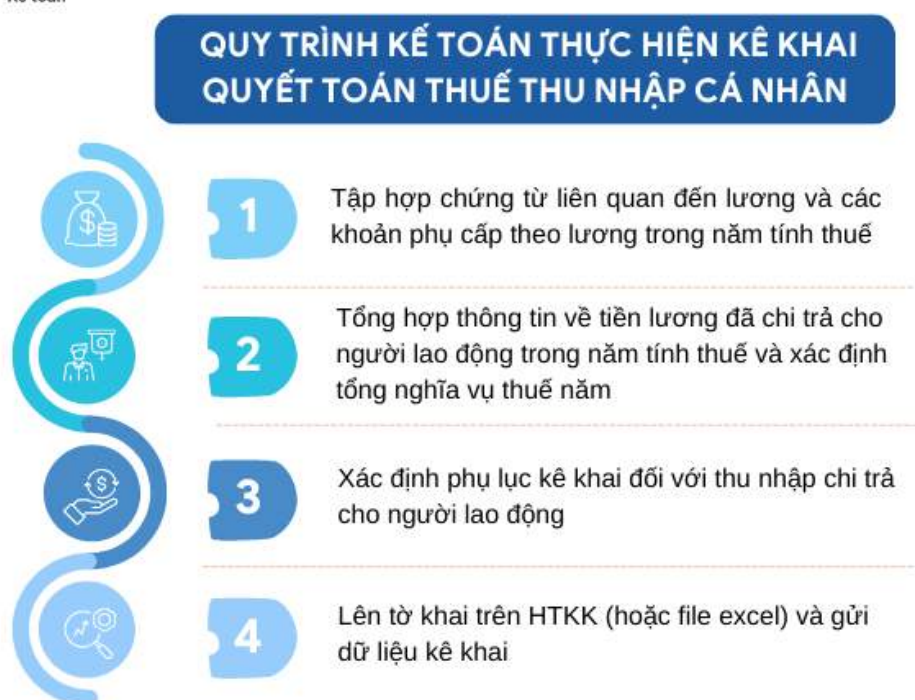 QUY TRÌNH KẾ TOÁN THỰC HIỆN KÊ KHAI
QUYẾT TOÁN THUẾ THU NHẬP CÁ NHÂN
1
Tập hợp chứng từ liên quan đến lương và các
khoản phụ cấp theo lương trong năm tính thuế
2
Tổng hợp thông tin về tiền lương đã chi trả cho
người lao động trong năm tính thuế và xác định
tổng nghĩa vụ thuế năm
3
Xác định phụ lục kê khai đối với thu nhập chi trả
cho người lao động
4
Lên tờ khai trên HTKK (hoặc file excel) và gửi
dữ liệu kê khai